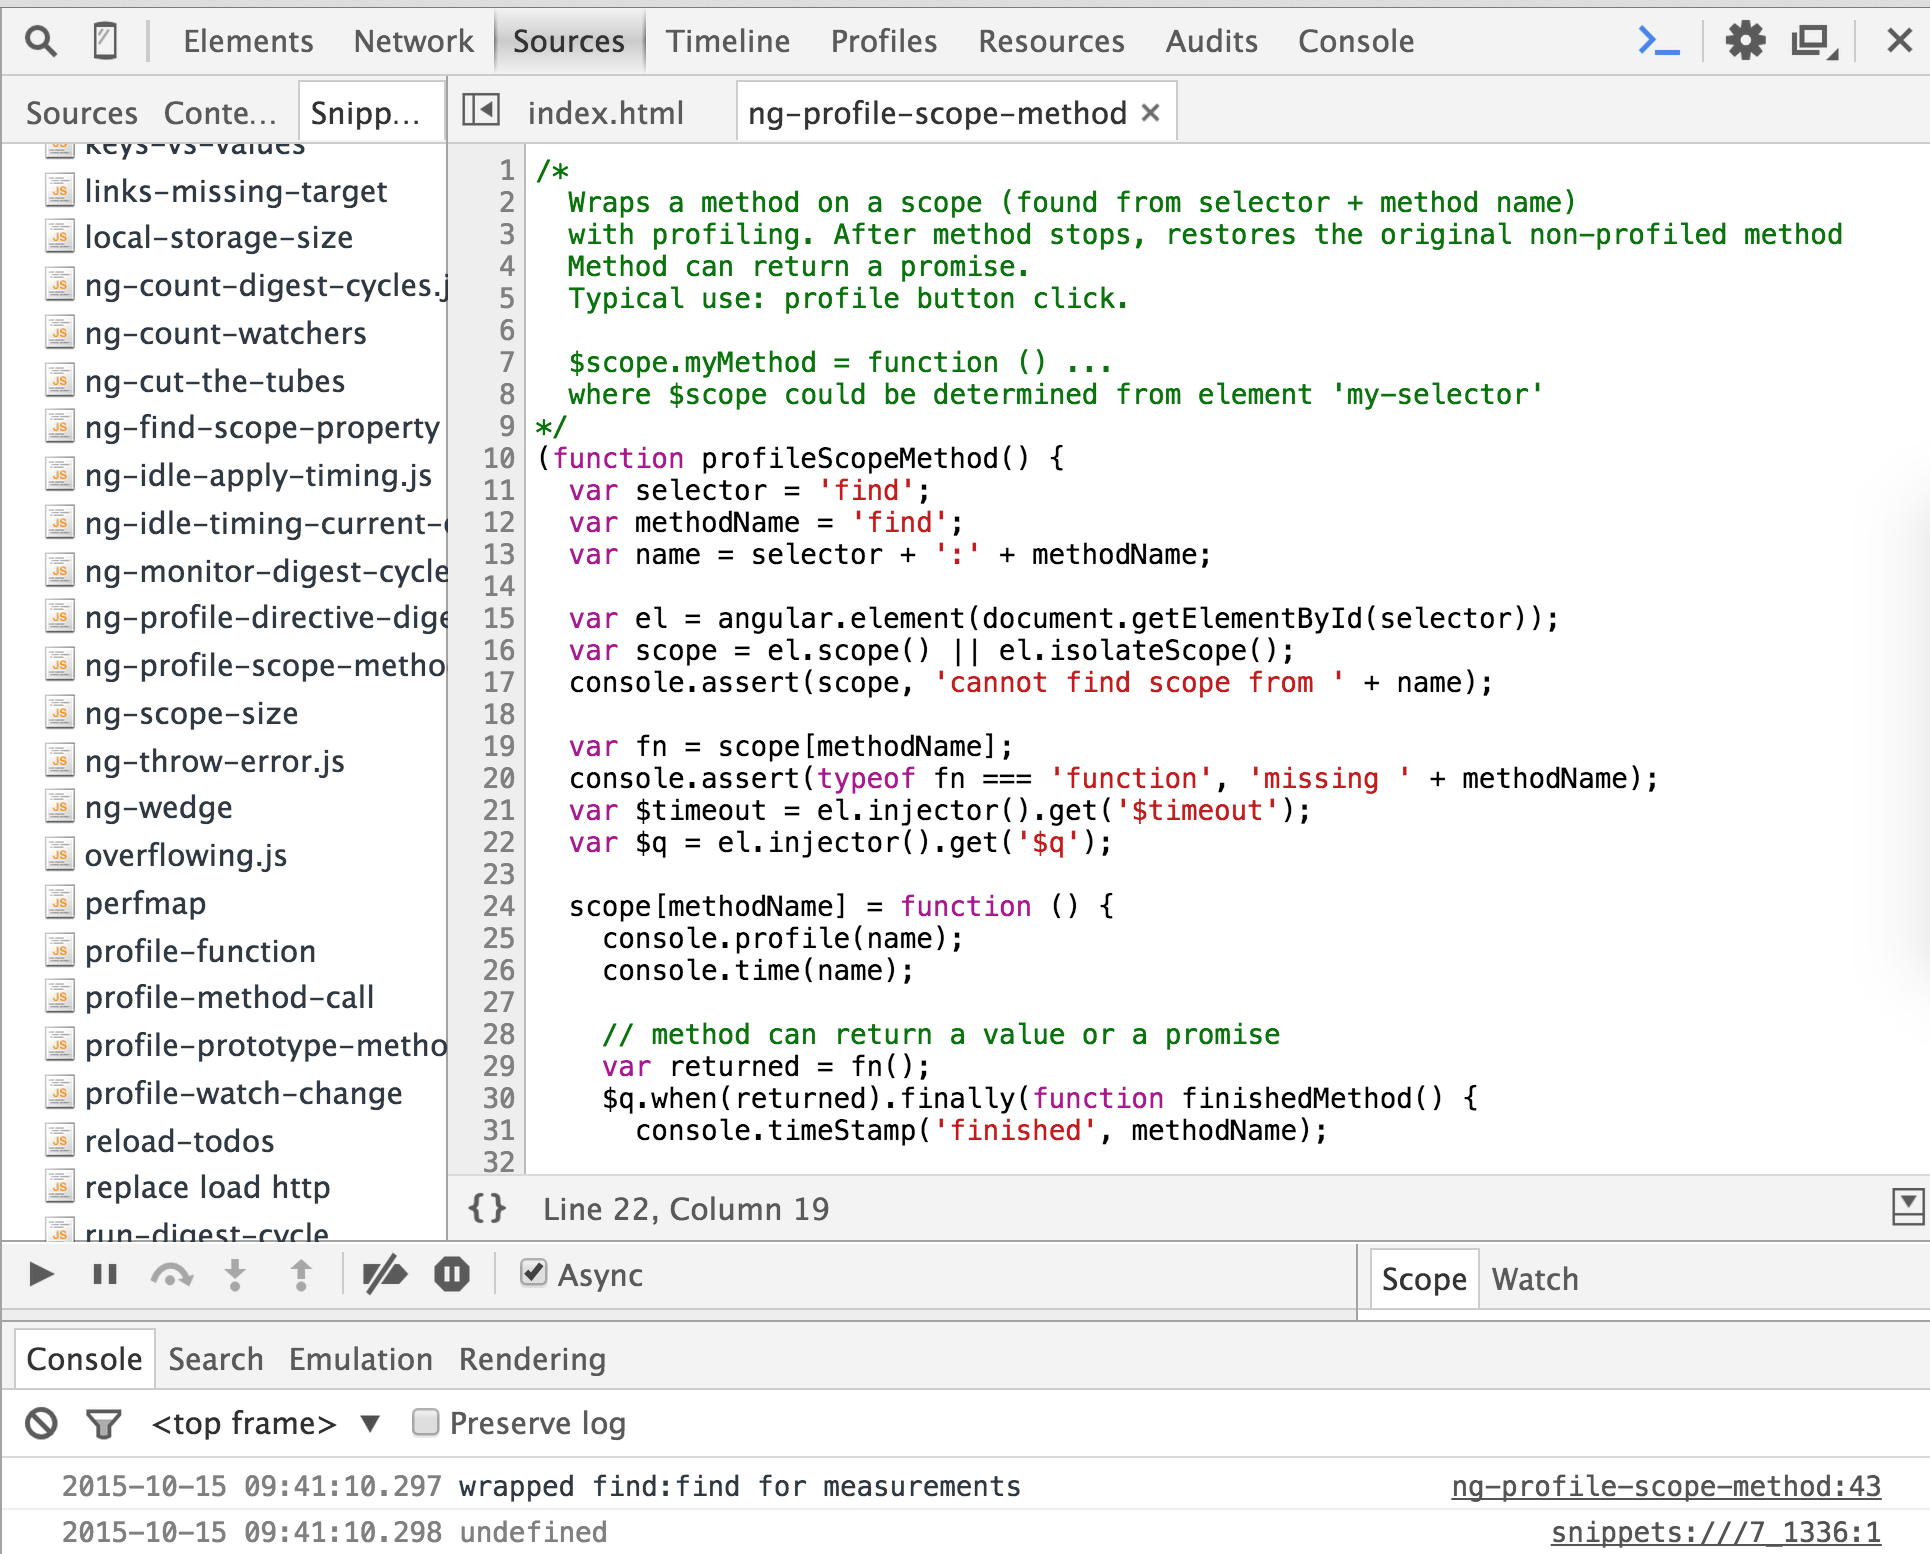 Elements Network Sources Timeline Profiles Resources Audits Console
Sources Conte... Snipp... index.html ng-profile-scope-method ×
keys-vs-values
links-missing-target
local-storage-size
ng-count-digest-cycles.j
ng-count-watchers
ng-cut-the-tubes
ng-find-scope-property
ng-idle-apply-timing.js
ng-idle-timing-current-
ng-monitor-digest-cycle
ng-profile-directive-dige
ng-profile-scope-metho
ng-scope-size
ng-throw-error.js
ng-wedge
overflowing.js
perfmap
profile-function
profile-method-call
profile-prototype-metho
profile-watch-change
reload-todos
replace load http
run-digest-cycle
1 /*
2 Wraps a method on a scope (found from selector + method name)
3 with profiling. After method stops, restores the original non-profiled method
4 Method can return a promise.
5 Typical use: profile button click.
6
7 $scope.myMethod = function () ...
8 where $scope could be determined from element 'my-selector'
9 */
10 (function profileScopeMethod() {
11 var selector = 'find';
12 var methodName = 'find';
13 var name = selector + ':' + methodName;
14
15 var el = angular.element(document.getElementById(selector));
16 var scope = el.scope() || el.isolateScope();
17 console.assert(scope, 'cannot find scope from ' + name);
18
19 var fn = scope[methodName];
20 console.assert(typeof fn === 'function', 'missing ' + methodName);
21 var $timeout = el.injector().get('$timeout');
22 var $q = el.injector().get('$q');
23
24 scope[methodName] = function () {
25 console.profile(name);
26 console.time(name);
27
28 // method can return a value or a promise
29 var returned = fn();
30 $q.when(returned).finally(function finishedMethod() {
31 console.timeStamp('finished', methodName);
32
{} Line 22, Column 19
Async
Scope Watch
Console Search Emulation Rendering
<top frame> ▼ Preserve log
2015-10-15 09:41:10.297 wrapped find:find for measurements ng-profile-scope-method:43
2015-10-15 09:41:10.298 undefined snippets:///7_1336:1